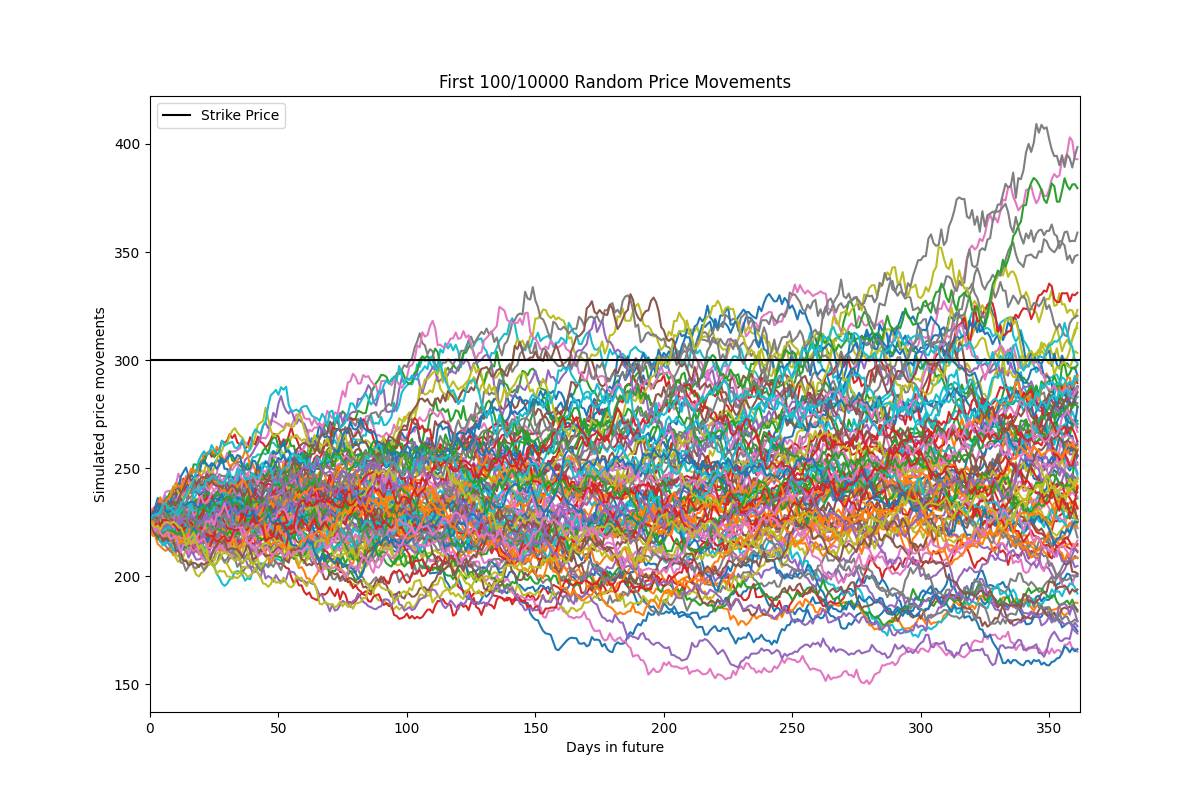 First 100/10000 Random Price Movements
Strike Price
Simulated price movements
400
350
300
250
200
150
0 50 100 150 200 250 300 350
Days in future